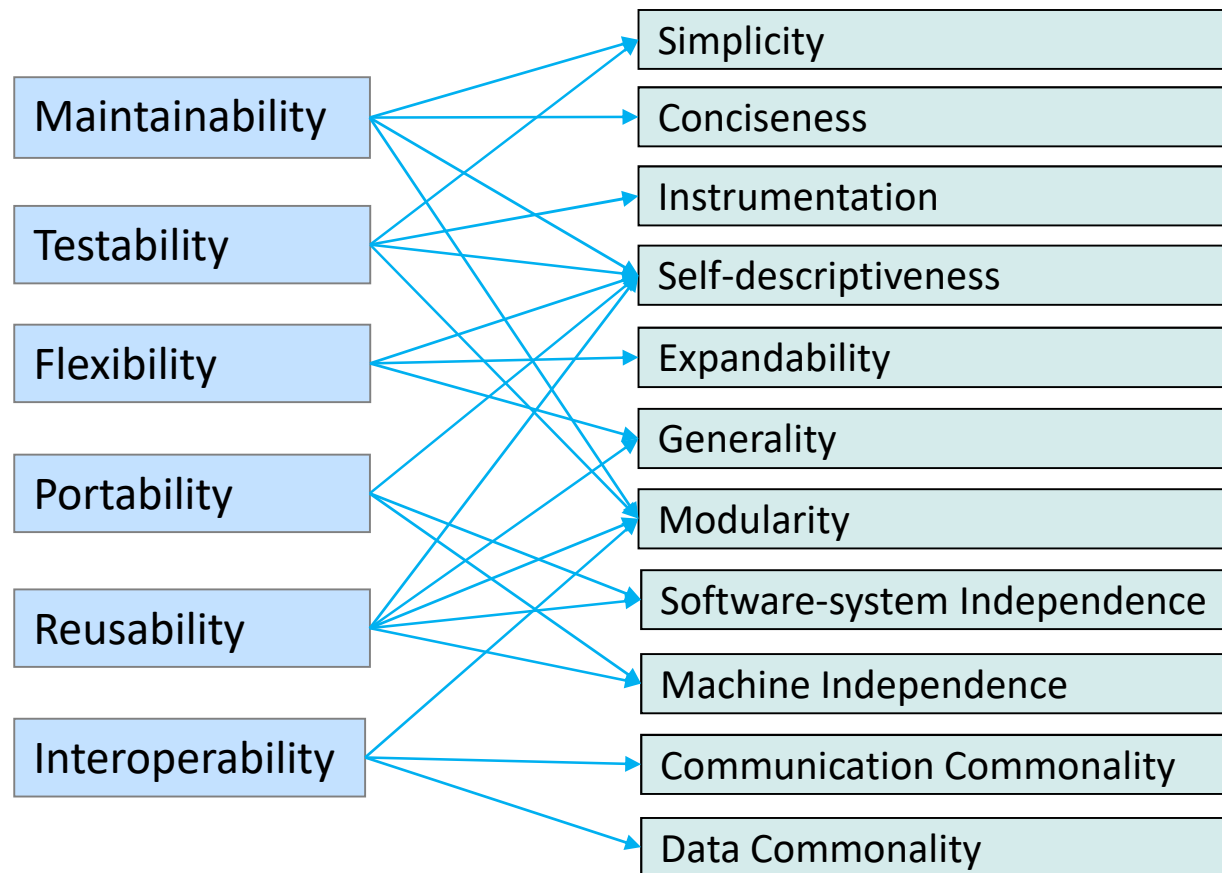 Maintainability
Testability
Flexibility
Portability
Reusability
Interoperability
Simplicity
Conciseness
Instrumentation
Self-descriptiveness
Expandability
Generality
Modularity
Software-system Independence
Machine Independence
Communication Commonality
Data Commonality